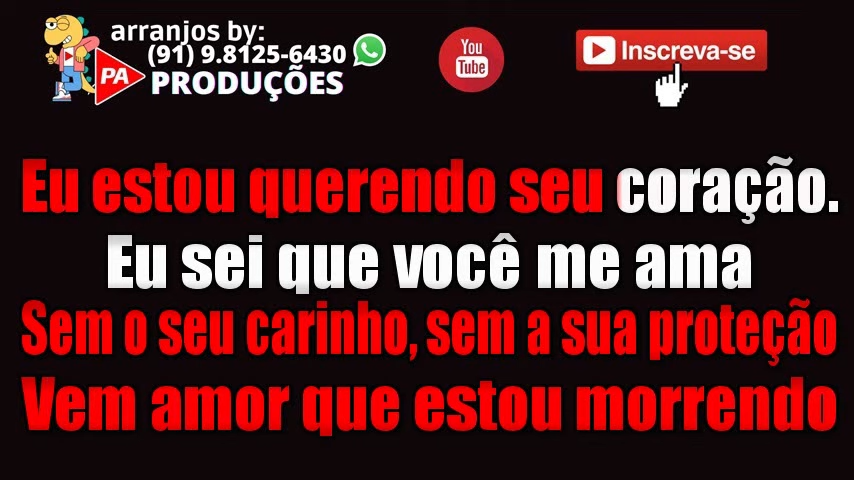 arranjos by:
(91) 9.8125-6430
PA PRODUÇÕES
You
Tube
Inscreva-se
Eu estou querendo seu coração.
Eu sei que você me ama
Sem o seu carinho, sem a sua proteção
Vem amor que estou morrendo